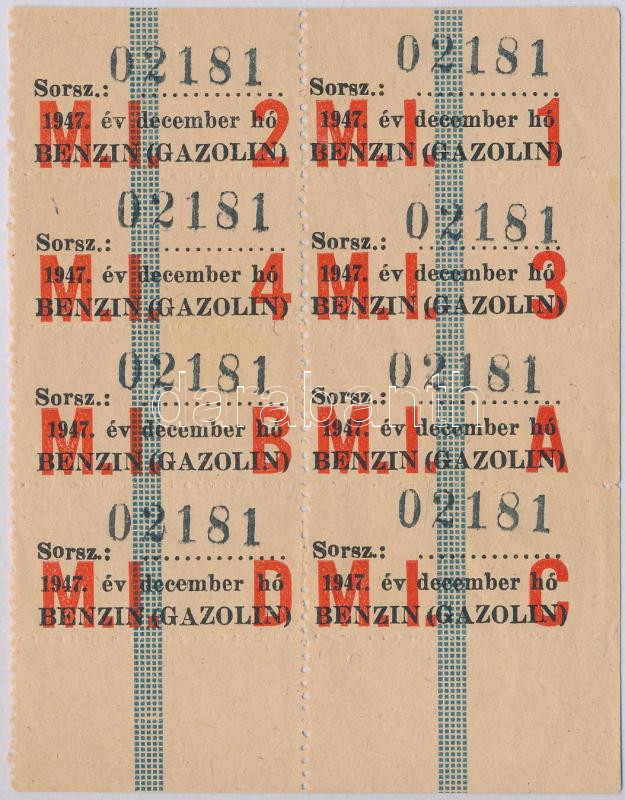 02181
Sorsz.:
M.I. 2
1947. év december hó
BENZIN (GAZOLIN)
02181
Sorsz.:
M.I. 1
1947. év december hó
BENZIN (GAZOLIN)
02181
Sorsz.:
M.I. 4
1947. év december hó
BENZIN (GAZOLIN)
02181
Sorsz.:
M.I. 3
1947. év december hó
BENZIN (GAZOLIN)
02181
Sorsz.:
M.I. B
1947. év december hó
BENZIN (GAZOLIN)
02181
Sorsz.:
M.I. A
1947. év december hó
BENZIN (GAZOLIN)
02181
Sorsz.:
M.I. D
1947. év december hó
BENZIN (GAZOLIN)
02181
Sorsz.:
M.I. C
1947. év december hó
BENZIN (GAZOLIN)
darabanth